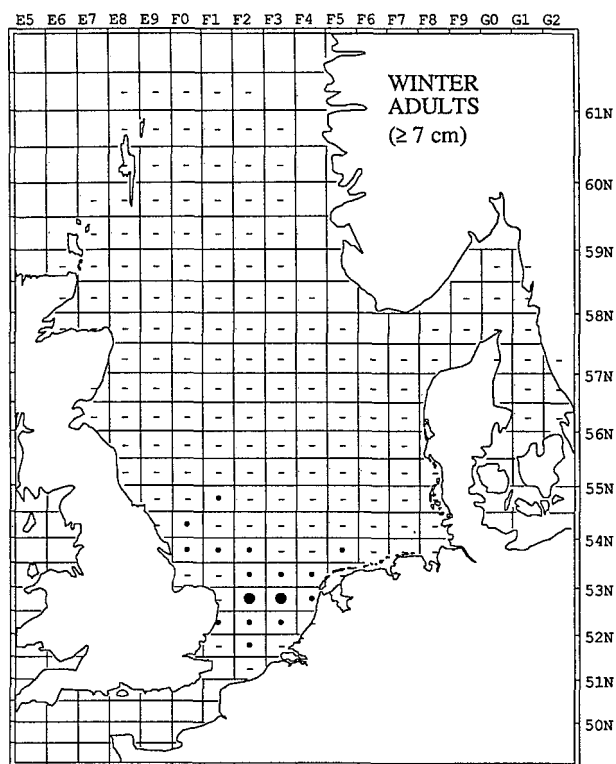 E5 E6 E7 E8 E9 F0 F1 F2 F3 F4 F5 F6 F7 F8 F9 G0 G1 G2
WINTER
ADULTS
(≥ 7 cm)
61N
60N
59N
58N
57N
56N
55N
54N
53N
52N
51N
50N